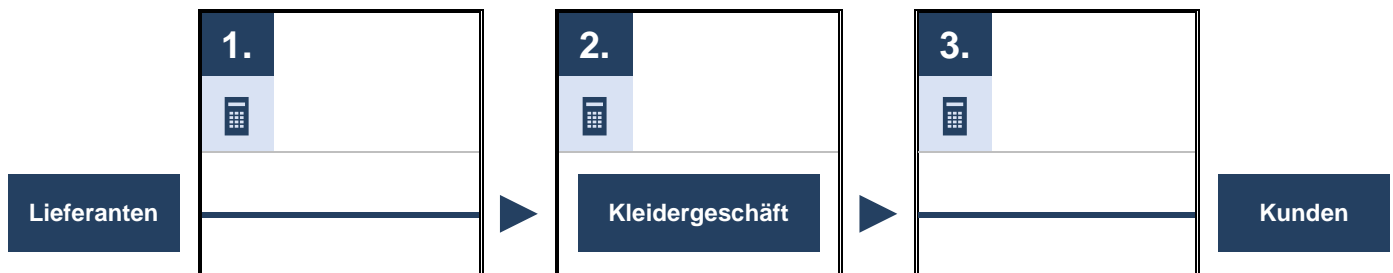 1.
2.
3.
Lieferanten
Kleidergeschäft
Kunden